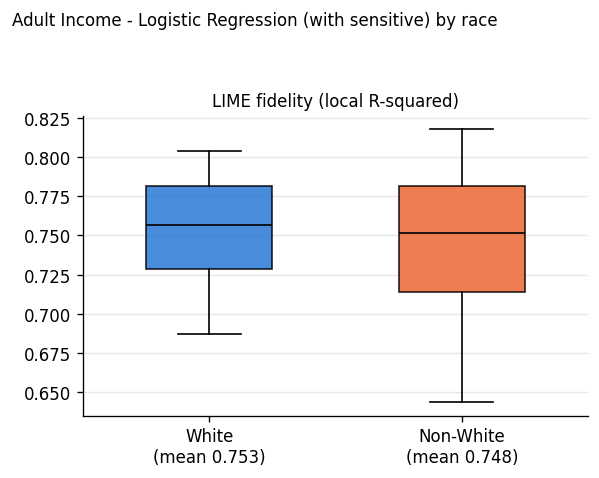 Adult Income - Logistic Regression (with sensitive) by race
LIME fidelity (local R-squared)
0.825
0.800
0.775
0.750
0.725
0.700
0.675
0.650
White
(mean 0.753)
Non-White
(mean 0.748)